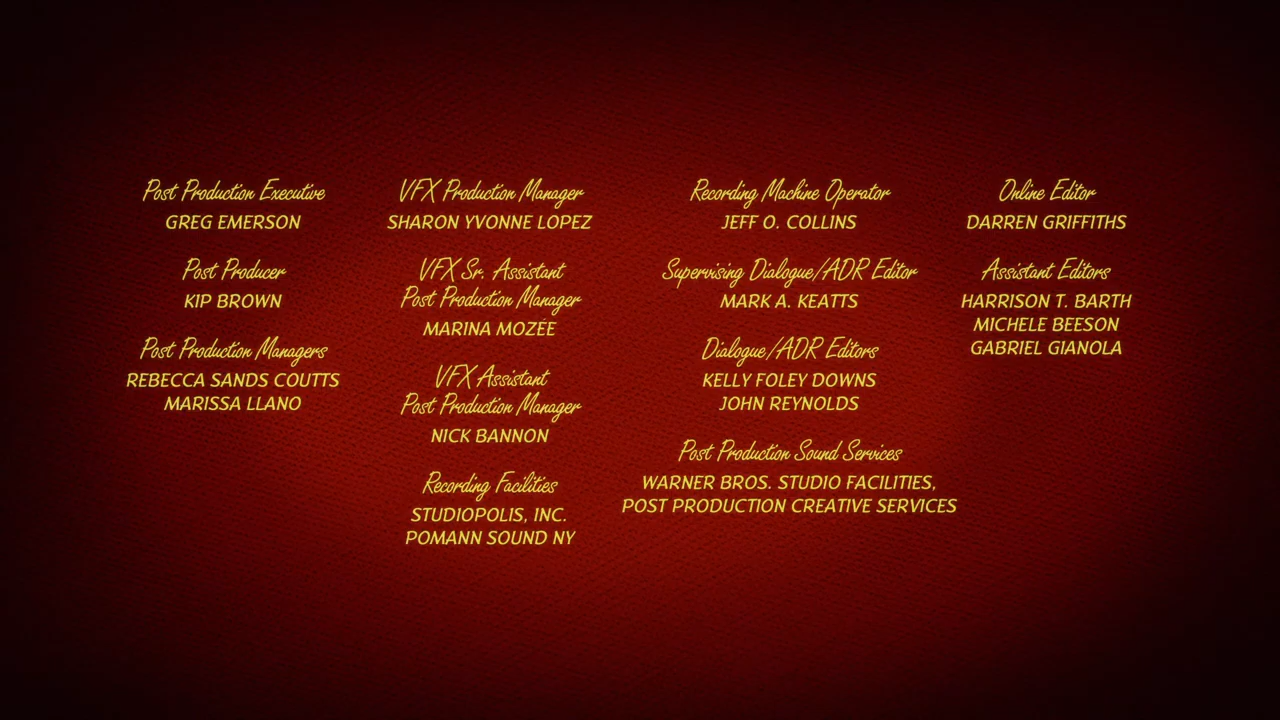 Post Production Executive
GREG EMERSON
Post Producer
KIP BROWN
Post Production Managers
REBECCA SANDS COUTTS
MARISSA LLANO
VFX Production Manager
SHARON YVONNE LOPEZ
VFX Sr. Assistant
Post Production Manager
MARINA MOZÉE
VFX Assistant
Post Production Manager
NICK BANNON
Recording Facilities
STUDIOPOLIS, INC.
POMANN SOUND NY
Recording Machine Operator
JEFF O. COLLINS
Supervising Dialogue/ADR Editor
MARK A. KEATTS
Dialogue/ADR Editors
KELLY FOLEY DOWNS
JOHN REYNOLDS
Post Production Sound Services
WARNER BROS. STUDIO FACILITIES,
POST PRODUCTION CREATIVE SERVICES
Online Editor
DARREN GRIFFITHS
Assistant Editors
HARRISON T. BARTH
MICHELE BEESON
GABRIEL GIANOLA